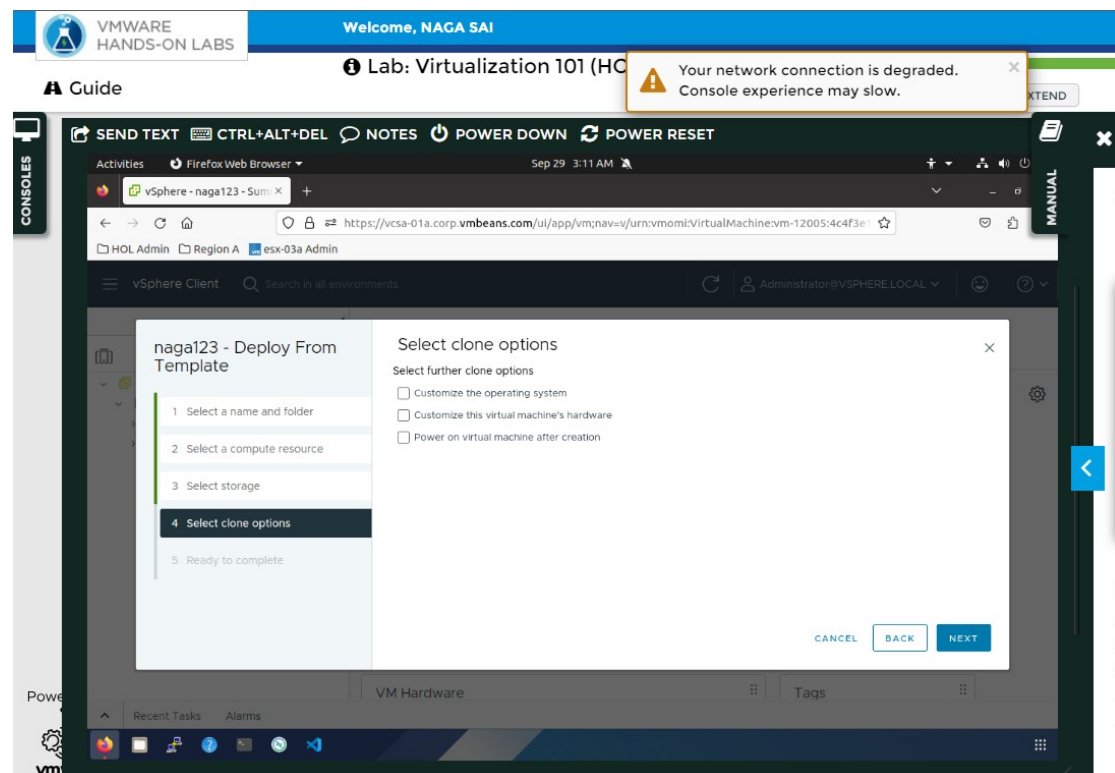 VMWARE
HANDS-ON LABS
Welcome, NAGA SAI
Lab: Virtualization 101 (HO
Your network connection is degraded.
Console experience may slow.
Guide
XTEND
CONSOLES
SEND TEXT CTRL+ALT+DEL NOTES POWER DOWN POWER RESET
MANUAL
Activities Firefox Web Browser Sep 29 3:11 AM
vSphere - naga123 - Sum
https://vcsa-01a.corp.vmbeans.com/ui/app/vm;nav=v/urn:vmomi:VirtualMachine:vm-12005:4c4f3e1
HOL Admin Region A esx-03a Admin
vSphere Client Search in all environments Administrator@VSPHERE.LOCAL
naga123 - Deploy From
Template
1 Select a name and folder
2 Select a compute resource
3 Select storage
4 Select clone options
5 Ready to complete
Select clone options
Select further clone options
Customize the operating system
Customize this virtual machine's hardware
Power on virtual machine after creation
CANCEL BACK NEXT
VM Hardware Tags
Recent Tasks Alarms
Powe